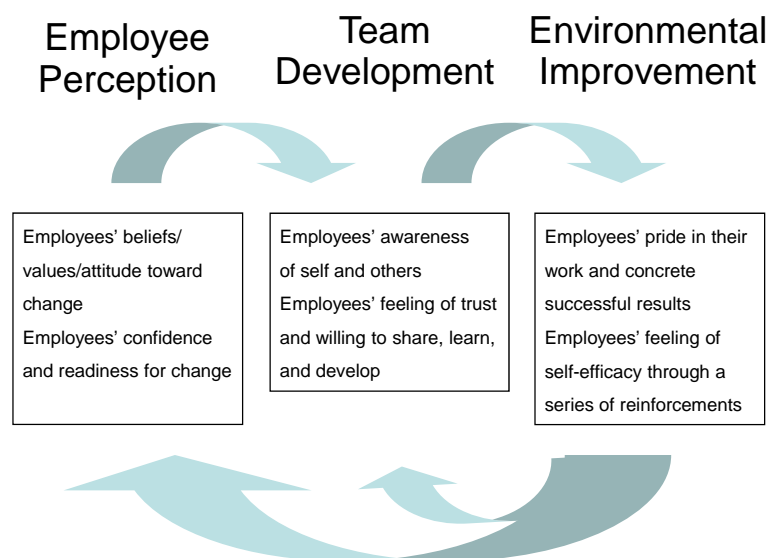 Employee
Perception
Team
Development
Environmental
Improvement
Employees’ beliefs/
values/attitude toward
change
Employees’ confidence
and readiness for change
Employees’ awareness
of self and others
Employees’ feeling of trust
and willing to share, learn,
and develop
Employees’ pride in their
work and concrete
successful results
Employees’ feeling of
self-efficacy through a
series of reinforcements